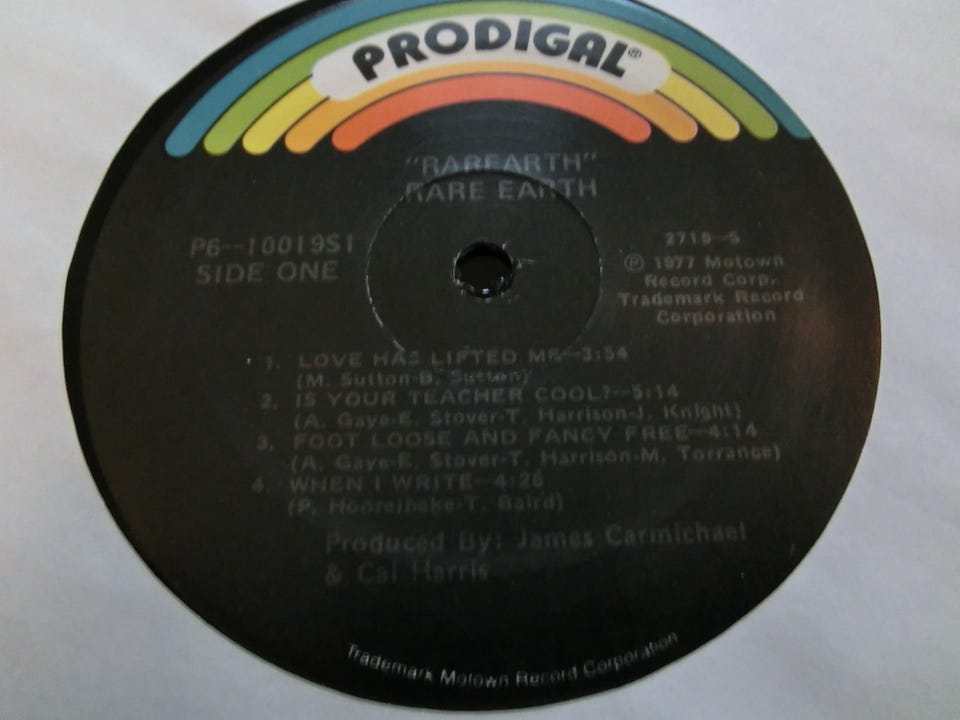 PRODIGAL®
"RAREARTH"
RARE EARTH
P6—10019S1
SIDE ONE
2719—S
Ⓟ 1977 Motown
Record Corp.
Trademark Record
Corporation
1. LOVE HAS LIFTED ME—3:54
(M. Sutton-B. Sutton)
2. IS YOUR TEACHER COOL?—5:14
(A. Gaye-E. Stover-T. Harrison-J. Knight)
3. FOOT LOOSE AND FANCY FREE—4:14
(A. Gaye-E. Stover-T. Harrison-M. Torrance)
4. WHEN I WRITE—4:26
(P. Hoorelbeke-T. Baird)
Produced By: James Carmichael
& Cal Harris
Trademark Motown Record Corporation